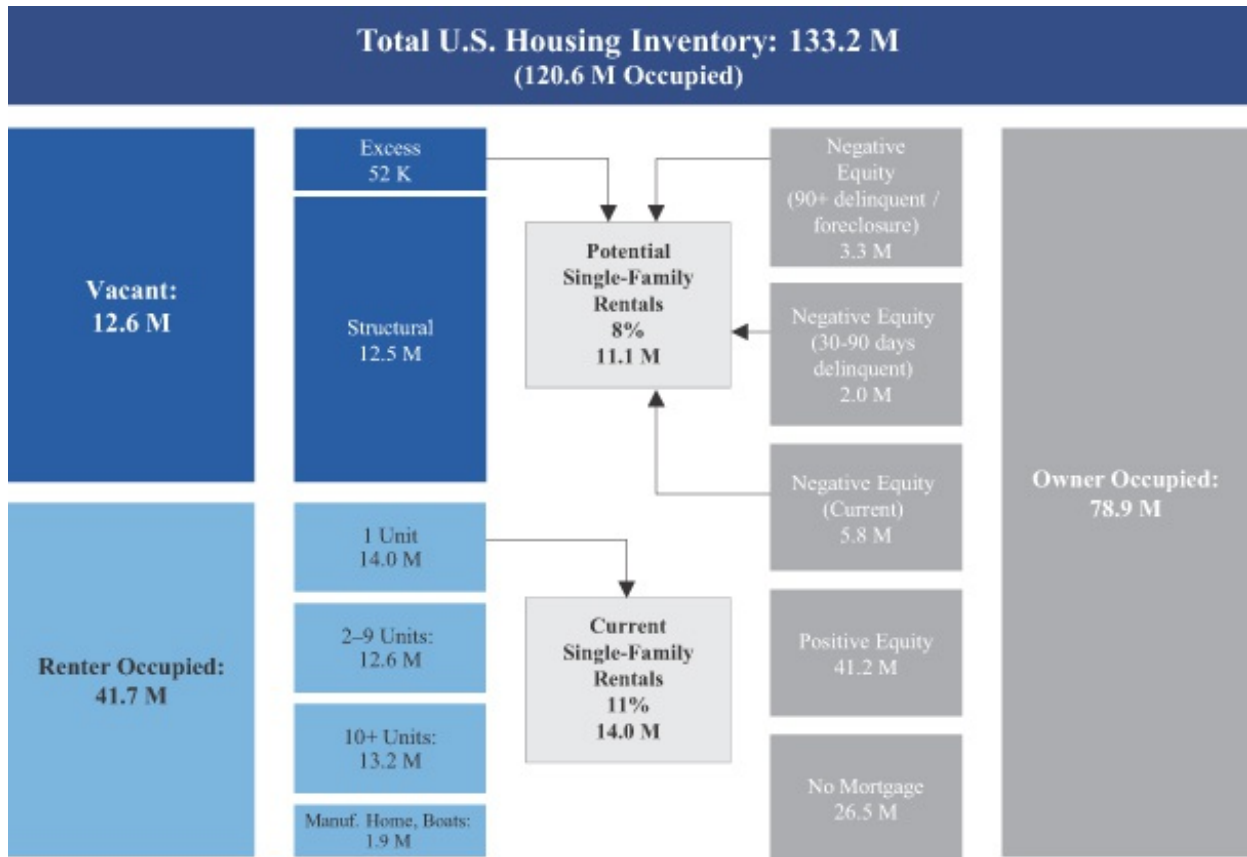 Total U.S. Housing Inventory: 133.2 M
(120.6 M Occupied)
Vacant:
12.6 M
Excess
52 K
Structural
12.5 M
Potential
Single-Family
Rentals
8%
11.1 M
Negative
Equity
(90+ delinquent /
foreclosure)
3.3 M
Negative Equity
(30-90 days
delinquent)
2.0 M
Negative Equity
(Current)
5.8 M
Positive Equity
41.2 M
No Mortgage
26.5 M
Owner Occupied:
78.9 M
Renter Occupied:
41.7 M
1 Unit
14.0 M
2–9 Units:
12.6 M
10+ Units:
13.2 M
Manuf. Home, Boats:
1.9 M
Current
Single-Family
Rentals
11%
14.0 M